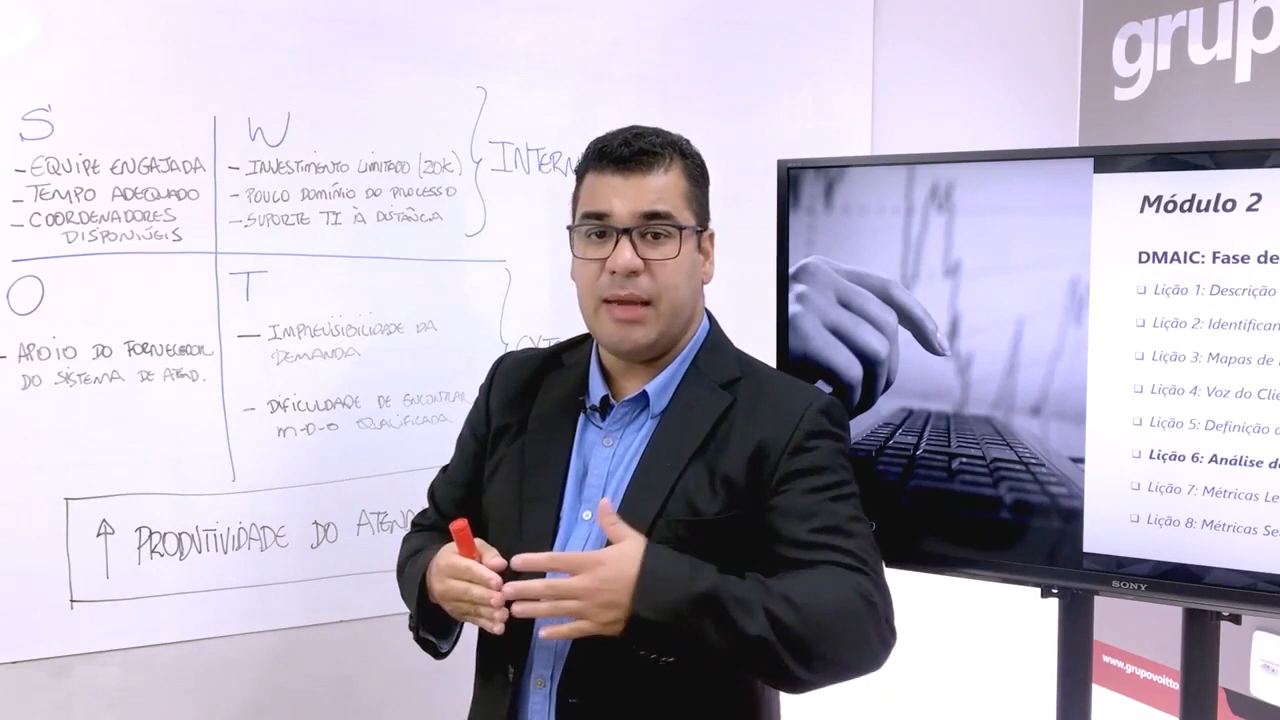 S
- EQUIPE ENGAJADA
- TEMPO ADEQUADO
- COORDENADORES
DISPONÍVEIS
W
- INVESTIMENTO LIMITADO (20K)
- POUCO DOMÍNIO DO PROCESSO
- SUPORTE TI À DISTÂNCIA
INTERN
O
- APOIO DO FORNECEDOR
DO SISTEMA DE ATEND.
T
- IMPREVISIBILIDADE DA
DEMANDA
- DIFICULDADE DE ENCONTRAR
M-D-O QUALIFICADA
EXTE
↑ PRODUTIVIDADE DO ATEN
grup
Módulo 2
DMAIC: Fase de
❑ Lição 1: Descrição
❑ Lição 2: Identifican
❑ Lição 3: Mapas de
❑ Lição 4: Voz do Clie
❑ Lição 5: Definição
❑ Lição 6: Análise d
❑ Lição 7: Métricas Le
❑ Lição 8: Métricas Se
SONY
www.grupovoitto